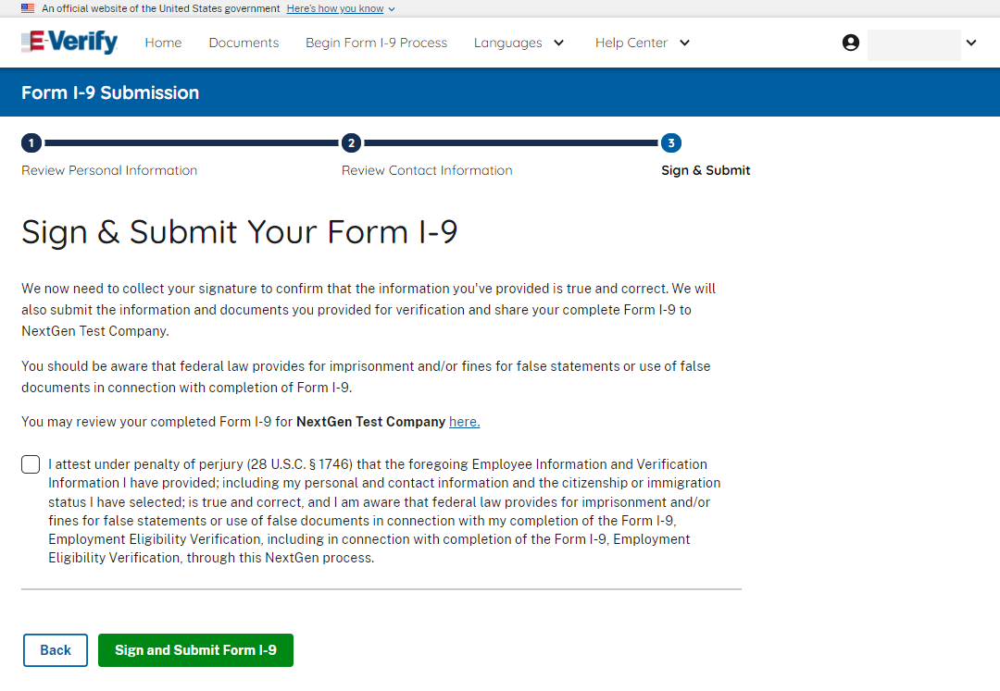 An official website of the United States government Here's how you know
E-Verify Home Documents Begin Form I-9 Process Languages Help Center
Form I-9 Submission
1 2 3
Review Personal Information Review Contact Information Sign & Submit
Sign & Submit Your Form I-9
We now need to collect your signature to confirm that the information you've provided is true and correct. We will
also submit the information and documents you provided for verification and share your complete Form I-9 to
NextGen Test Company.
You should be aware that federal law provides for imprisonment and/or fines for false statements or use of false
documents in connection with completion of Form I-9.
You may review your completed Form I-9 for NextGen Test Company here.
I attest under penalty of perjury (28 U.S.C. § 1746) that the foregoing Employee Information and Verification
Information I have provided; including my personal and contact information and the citizenship or immigration
status I have selected; is true and correct, and I am aware that federal law provides for imprisonment and/or
fines for false statements or use of false documents in connection with my completion of the Form I-9,
Employment Eligibility Verification, including in connection with completion of the Form I-9, Employment
Eligibility Verification, through this NextGen process.
Back Sign and Submit Form I-9